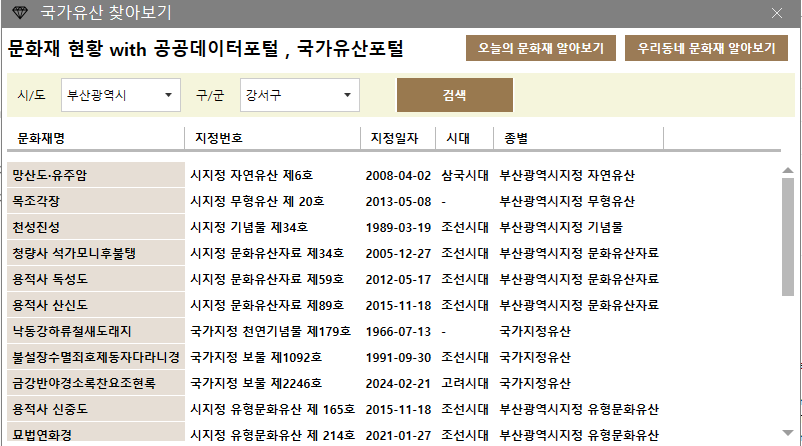 국가유산 찾아보기
문화재 현황 with 공공데이터포털 , 국가유산포털 오늘의 문화재 알아보기 우리동네 문화재 알아보기
시/도 부산광역시 구/군 강서구 검색
문화재명 지정번호 지정일자 시대 종별
망산도·유주암 시지정 자연유산 제6호 2008-04-02 삼국시대 부산광역시지정 자연유산
목조각장 시지정 무형유산 제 20호 2013-05-08 - 부산광역시지정 무형유산
천성진성 시지정 기념물 제34호 1989-03-19 조선시대 부산광역시지정 기념물
청량사 석가모니후불탱 시지정 문화유산자료 제34호 2005-12-27 조선시대 부산광역시지정 문화유산자료
용적사 독성도 시지정 문화유산자료 제59호 2012-05-17 조선시대 부산광역시지정 문화유산자료
용적사 산신도 시지정 문화유산자료 제89호 2015-11-18 조선시대 부산광역시지정 문화유산자료
낙동강하류철새도래지 국가지정 천연기념물 제179호 1966-07-13 - 국가지정유산
불설장수멸죄호제동자다라니경 국가지정 보물 제1092호 1991-09-30 조선시대 국가지정유산
금강반야경소론찬요조현록 국가지정 보물 제2246호 2024-02-21 고려시대 국가지정유산
용적사 신중도 시지정 유형문화유산 제 165호 2015-11-18 조선시대 부산광역시지정 유형문화유산
묘법연화경 시지정 유형문화유산 제 214호 2021-01-27 조선시대 부산광역시지정 유형문화유산